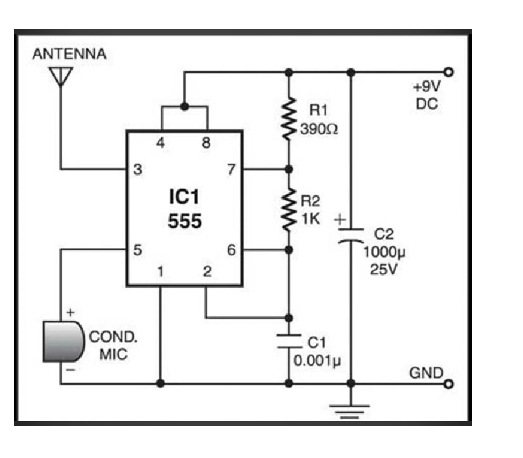 ANTENNA
+9V
DC
R1
390Ω
4
8
3
7
IC1
555
R2
1K
+
C2
1000µ
25V
5
6
1
2
+
COND.
MIC
−
C1
0.001µ
GND